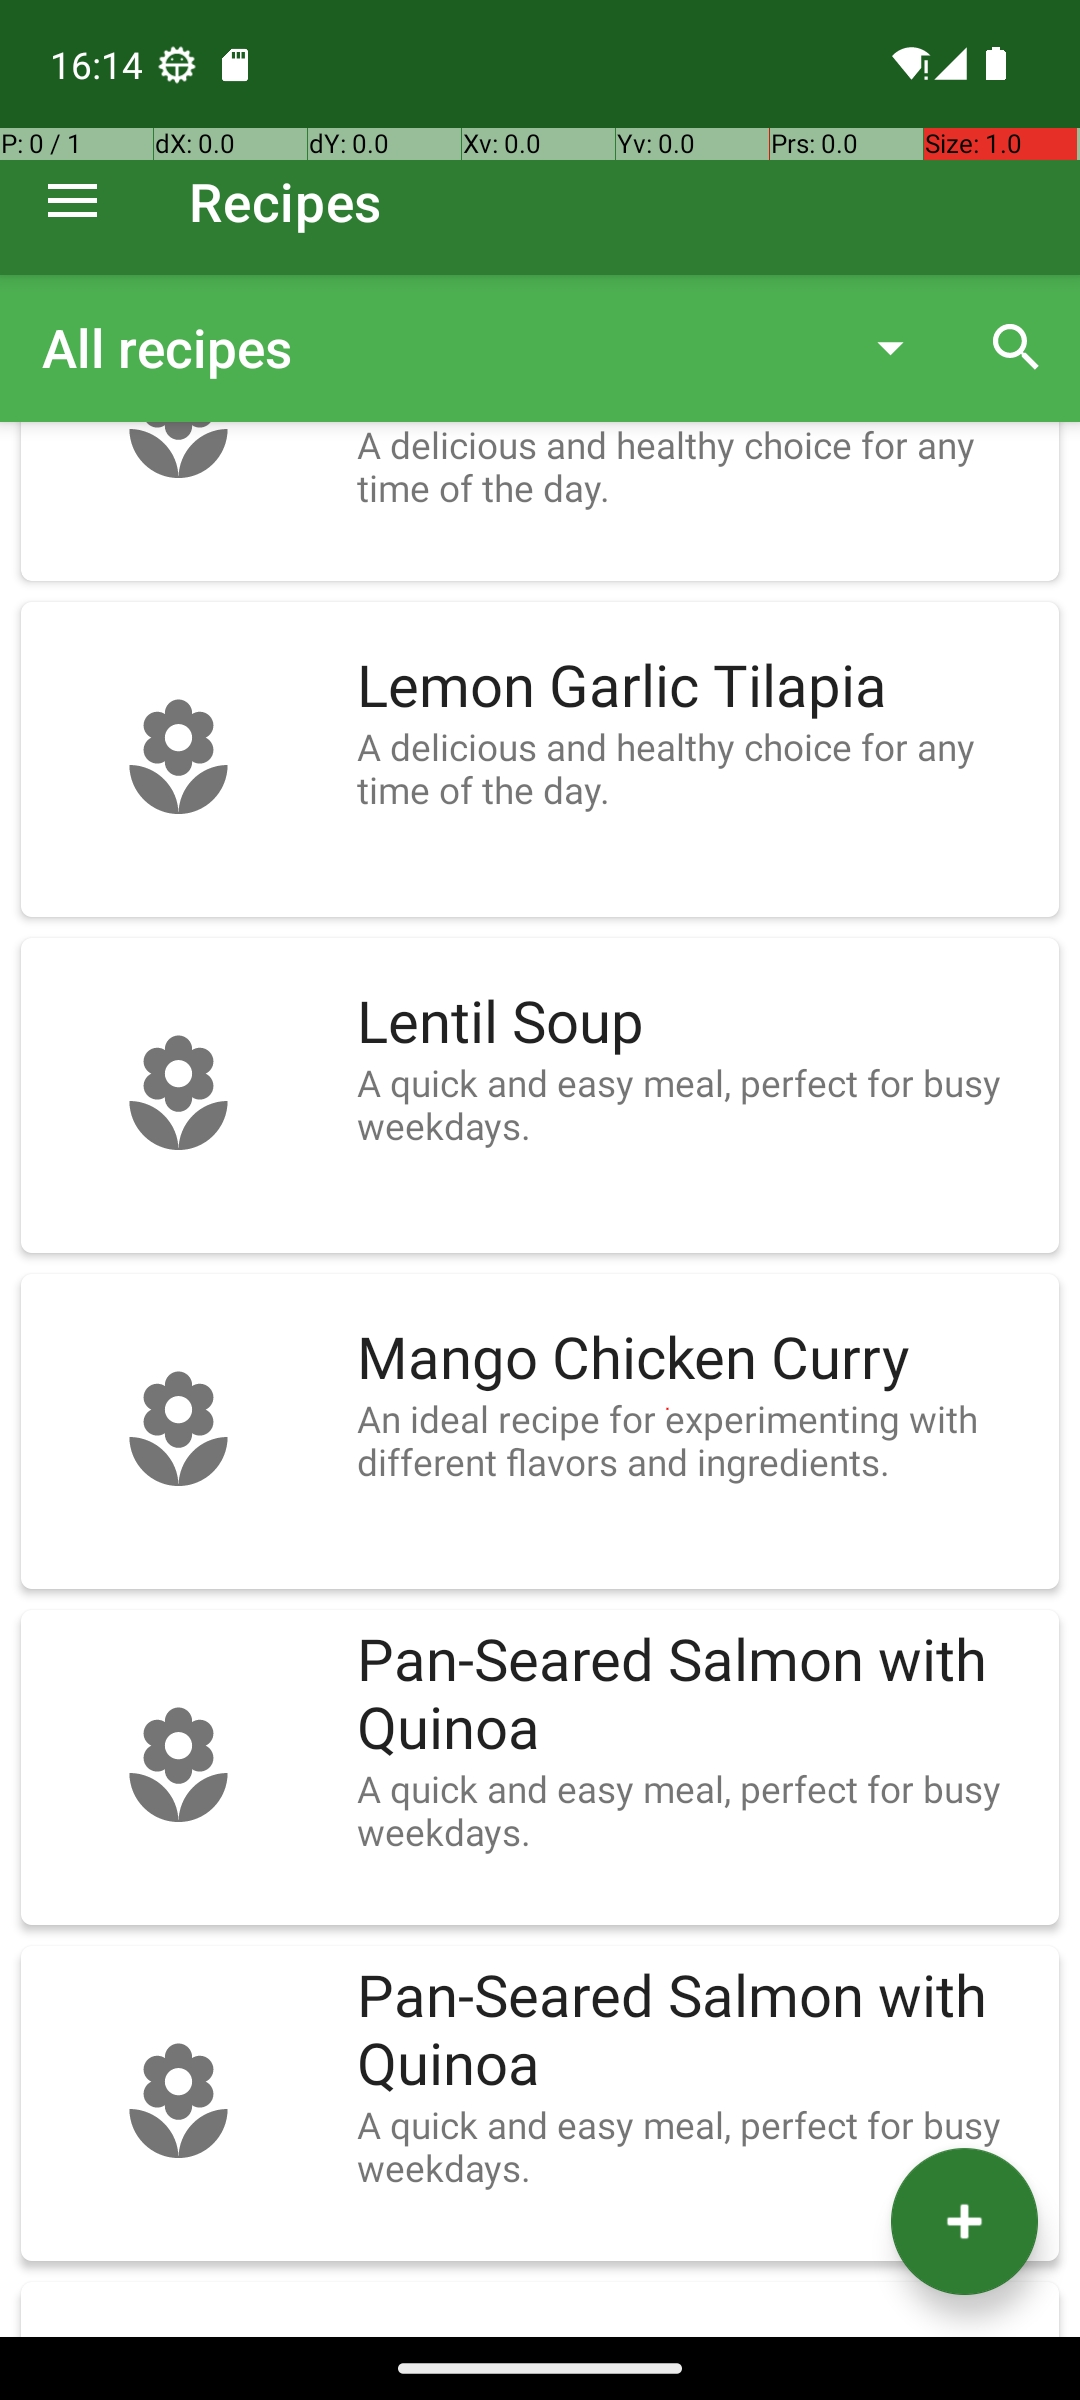 16:14
P: 0 / 1
dX: 0.0
dY: 0.0
Xv: 0.0
Yv: 0.0
Prs: 0.0
Size: 1.0
Recipes
All recipes
A delicious and healthy choice for any
time of the day.
Lemon Garlic Tilapia
A delicious and healthy choice for any
time of the day.
Lentil Soup
A quick and easy meal, perfect for busy
weekdays.
Mango Chicken Curry
An ideal recipe for experimenting with
different flavors and ingredients.
Pan-Seared Salmon with
Quinoa
A quick and easy meal, perfect for busy
weekdays.
Pan-Seared Salmon with
Quinoa
A quick and easy meal, perfect for busy
weekdays.